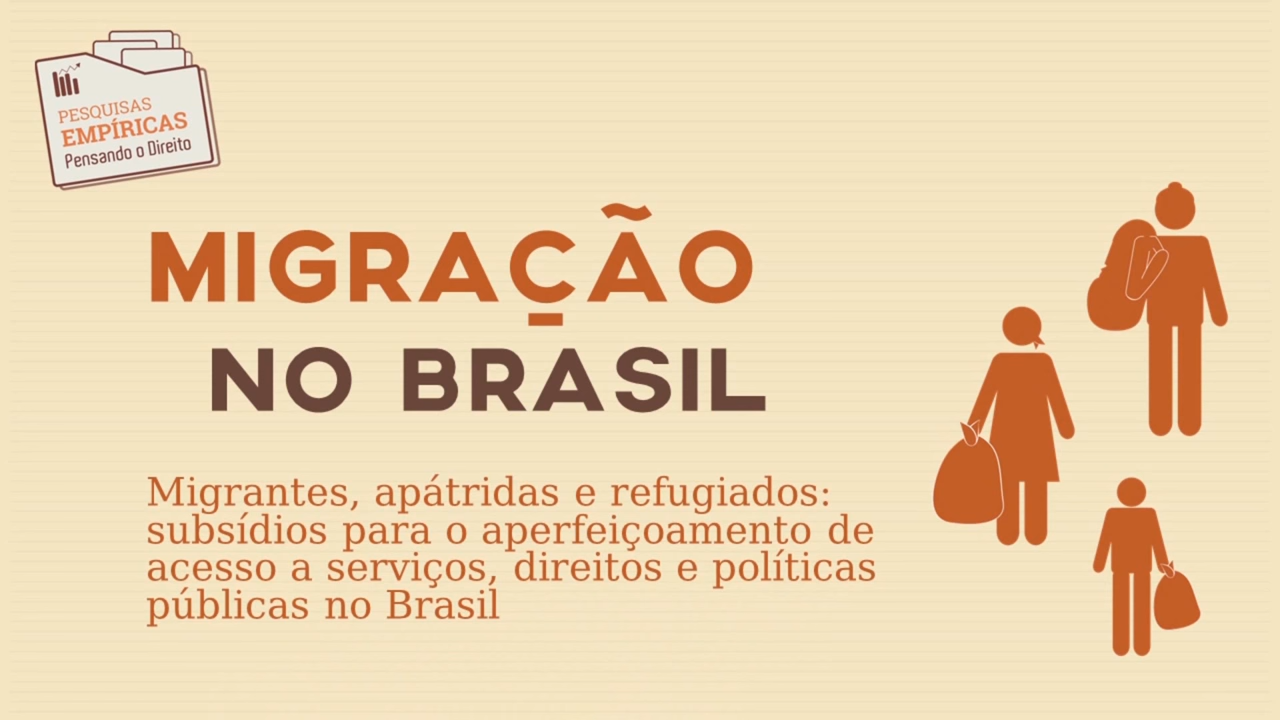 PESQUISAS
EMPÍRICAS
Pensando o Direito
MIGRAÇÃO
NO BRASIL
Migrantes, apátridas e refugiados:
subsídios para o aperfeiçoamento de
acesso a serviços, direitos e políticas
públicas no Brasil